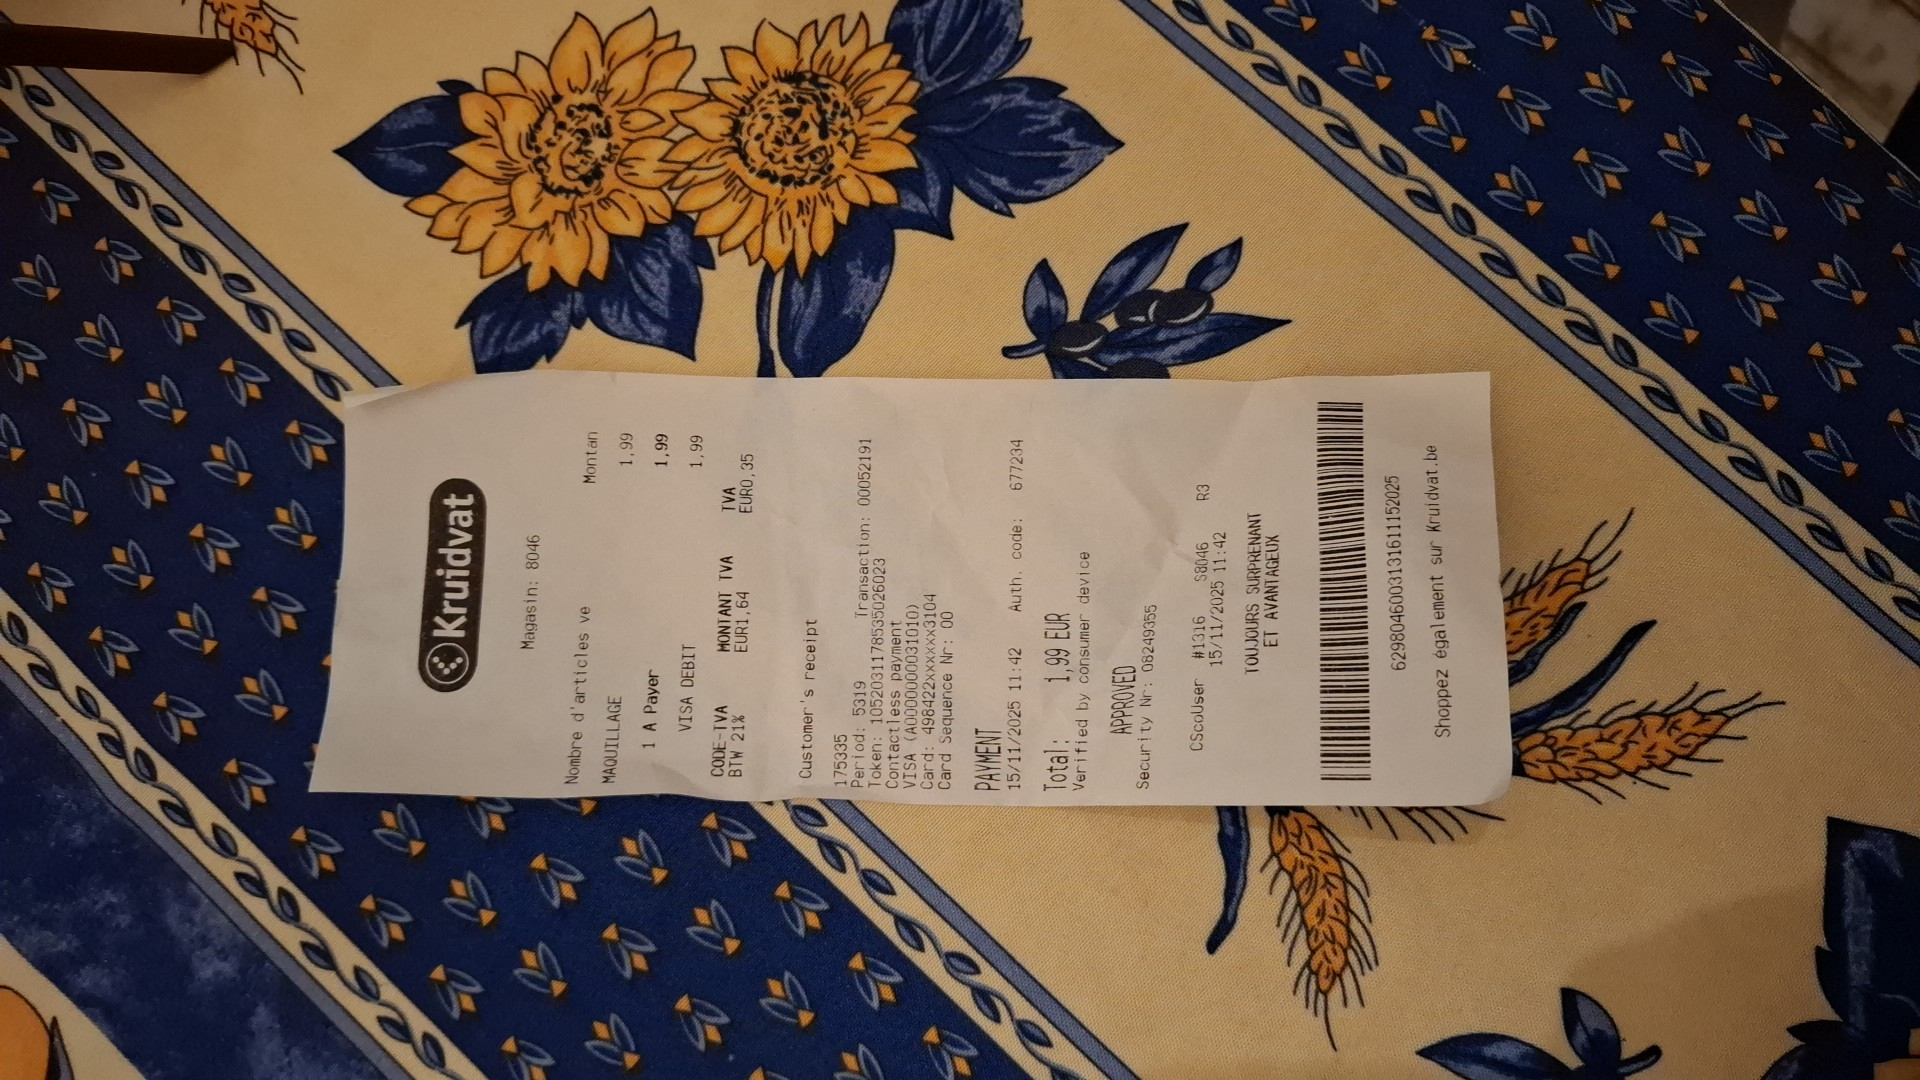 Kruidvat
Magasin: 8046
Nombre d'articles ve Montan
MAQUILLAGE 1,99
1 A Payer 1,99
VISA DEBIT 1,99
CODE-TVA MONTANT TVA TVA
BTW 21% EUR1,64 EUR0,35
Customer's receipt
175335
Period: 5319 Transaction: 00052191
Token: 1052031178535026023
Contactless payment
VISA (A0000000031010)
Card: 498422xxxxxxx3104
Card Sequence Nr: 00
PAYMENT
15/11/2025 11:42 Auth. code: 677234
Total: 1,99 EUR
Verified by consumer device
APPROVED
Security Nr: 08249355
CScoUser #1316 S8046 R3
15/11/2025 11:42
TOUJOURS SURPRENANT
ET AVANTAGEUX
6298046003131611152025
Shoppez également sur Kruidvat.be